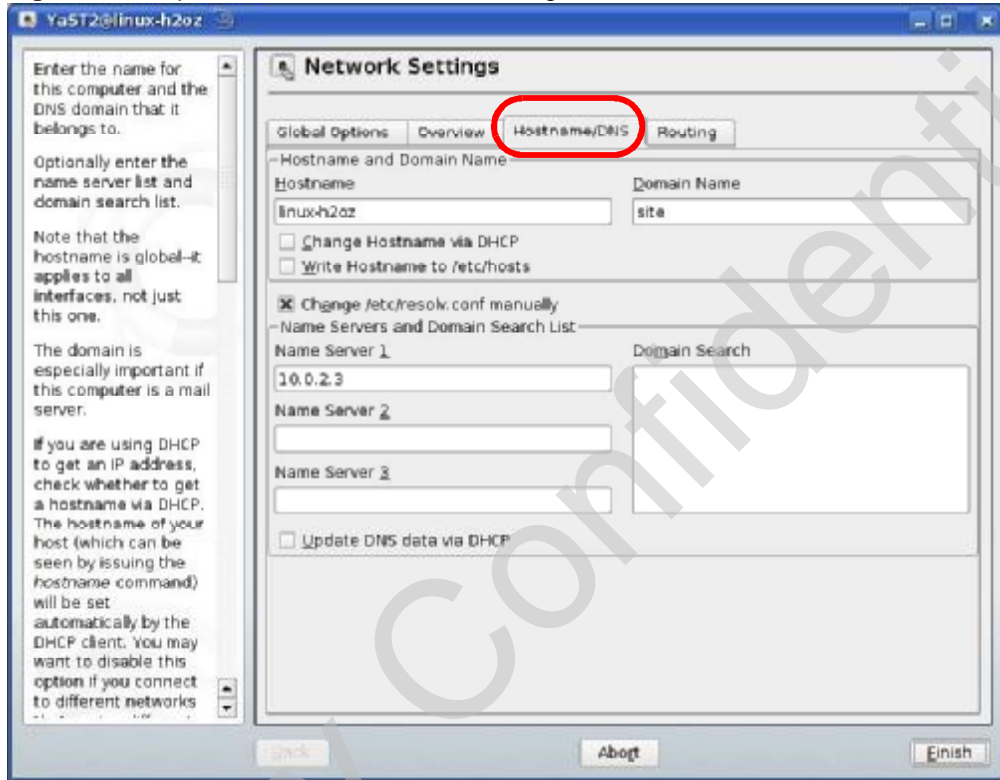 YaST2@linux-h2oz
Enter the name for
this computer and the
DNS domain that it
belongs to.
Optionally enter the
name server list and
domain search list.
Note that the
hostname is global--it
applies to all
interfaces, not just
this one.
The domain is
especially important if
this computer is a mail
server.
If you are using DHCP
to get an IP address,
check whether to get
a hostname via DHCP.
The hostname of your
host (which can be
seen by issuing the
hostname command)
will be set
automatically by the
DHCP client. You may
want to disable this
option if you connect
to different networks
Network Settings
Global Options Overview Hostname/DNS Routing
Hostname and Domain Name
Hostname Domain Name
linux-h2oz site
Change Hostname via DHCP
Write Hostname to /etc/hosts
Change /etc/resolv.conf manually
Name Servers and Domain Search List
Name Server 1 Domain Search
10.0.2.3
Name Server 2
Name Server 3
Update DNS data via DHCP
Back Abort Finish
Confidenti